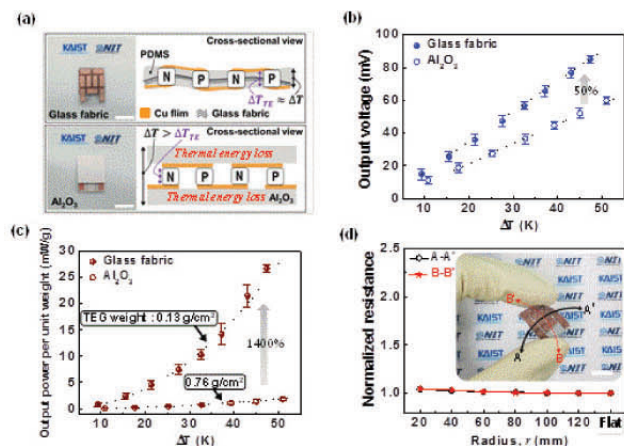 (a)
KAIST NIT
Glass fabric
Cross-sectional view
PDMS
N P N P
ΔT_TE ≈ ΔT
Cu flim Glass fabric
KAIST NIT
Al₂O₃
Cross-sectional view
ΔT > ΔT_TE
Thermal energy loss
N P N P
Thermal energy loss Al₂O₃
(b)
Output voltage (mV)
100
80
60
40
20
0
Glass fabric
Al₂O₃
50%
10 20 30 40 50
ΔT (K)
(c)
Output power per unit weight (mW/g)
30
25
20
15
10
5
0
Glass fabric
Al₂O₃
TEG weight : 0.13 g/cm²
1400%
0.76 g/cm²
10 20 30 40 50
ΔT (K)
(d)
Normalized resistance
2.5
2.0
1.5
1.0
A-A'
B-B'
KAIST
NIT
B'
A'
A
B
20 40 60 80 100 120 Flat
Radius, r (mm)